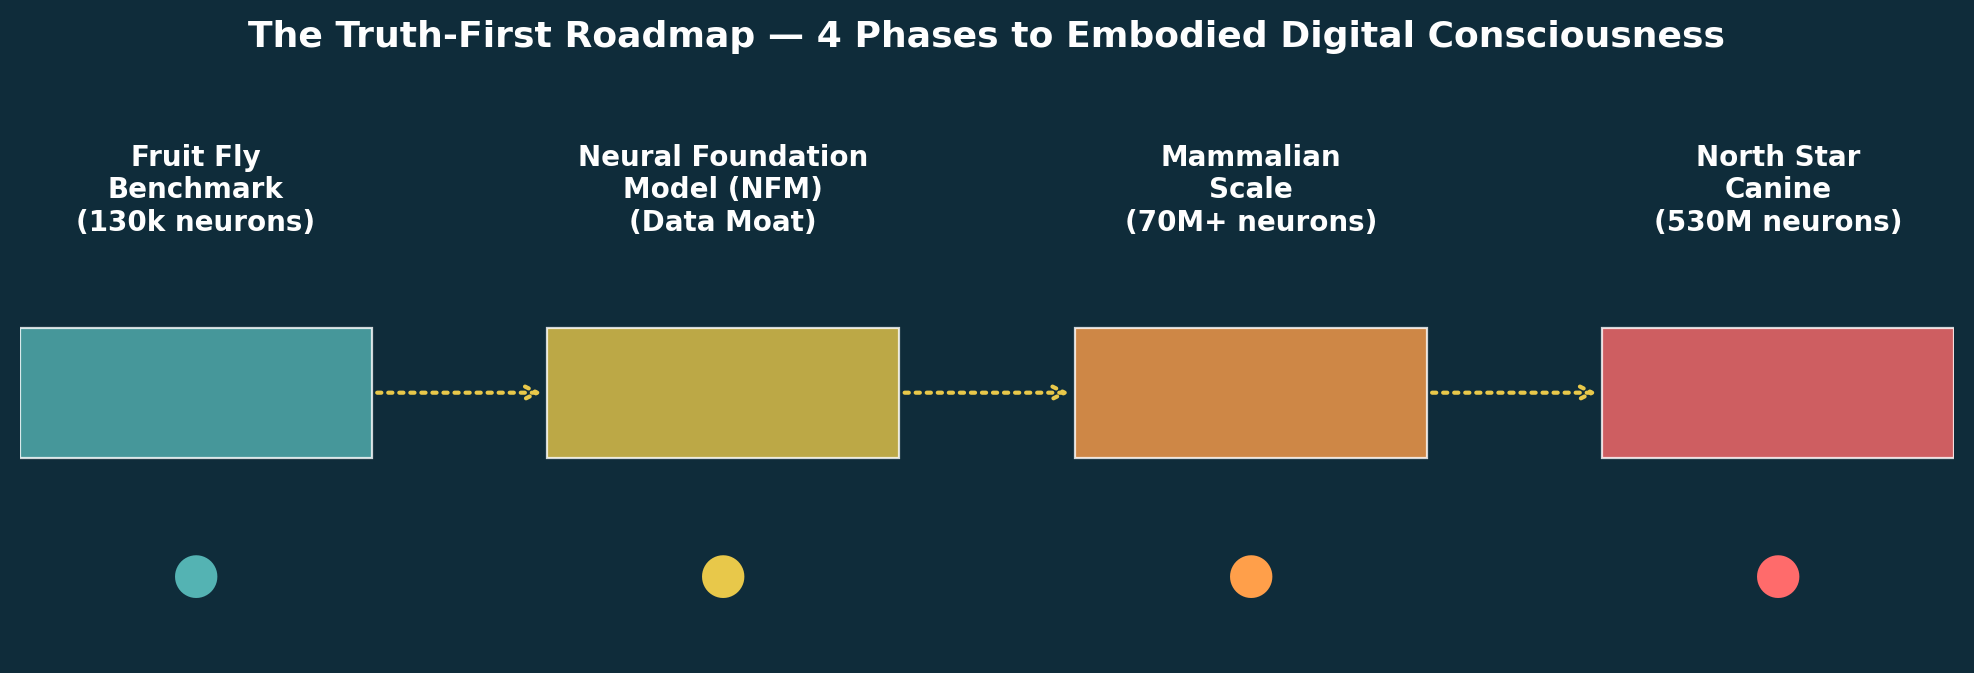 The Truth-First Roadmap — 4 Phases to Embodied Digital Consciousness
Fruit Fly
Benchmark
(130k neurons)
Neural Foundation
Model (NFM)
(Data Moat)
Mammalian
Scale
(70M+ neurons)
North Star
Canine
(530M neurons)